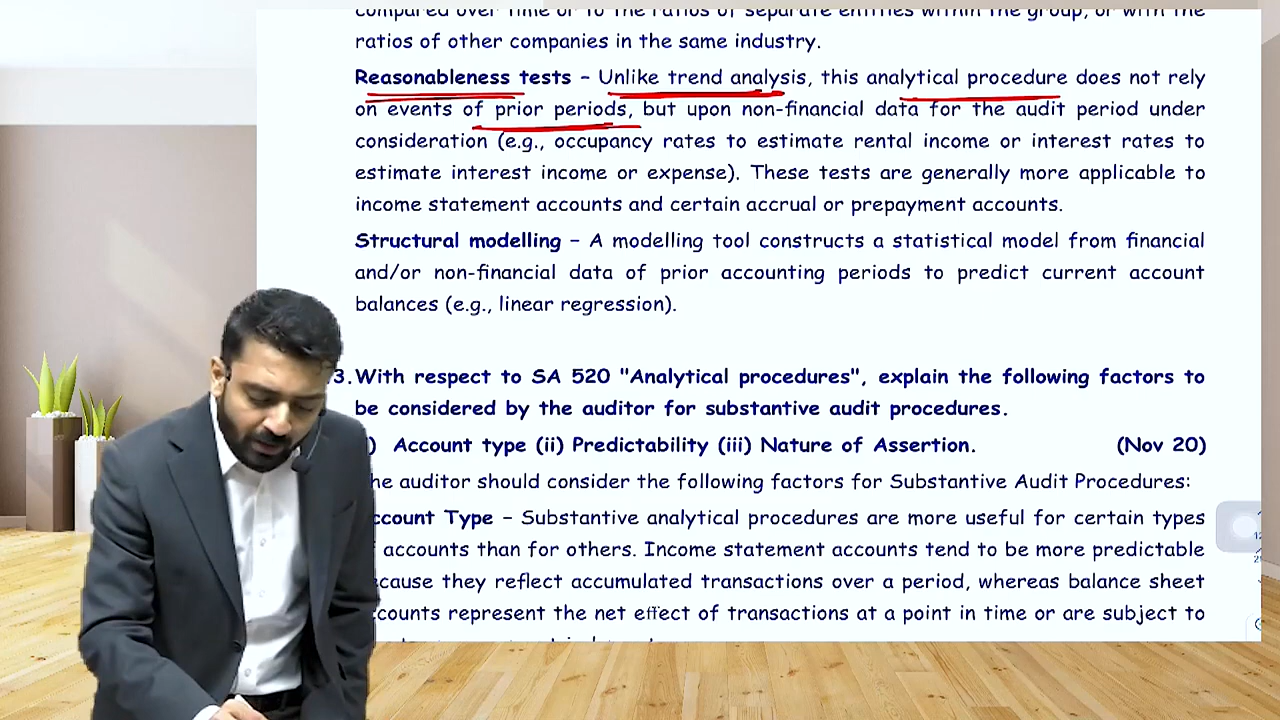 compared over time or to the ratios of separate entities within the group, or with the
ratios of other companies in the same industry.
Reasonableness tests – Unlike trend analysis, this analytical procedure does not rely
on events of prior periods, but upon non-financial data for the audit period under
consideration (e.g., occupancy rates to estimate rental income or interest rates to
estimate interest income or expense). These tests are generally more applicable to
income statement accounts and certain accrual or prepayment accounts.
Structural modelling – A modelling tool constructs a statistical model from financial
and/or non-financial data of prior accounting periods to predict current account
balances (e.g., linear regression).
3. With respect to SA 520 "Analytical procedures", explain the following factors to
be considered by the auditor for substantive audit procedures.
) Account type (ii) Predictability (iii) Nature of Assertion. (Nov 20)
he auditor should consider the following factors for Substantive Audit Procedures:
ccount Type – Substantive analytical procedures are more useful for certain types
accounts than for others. Income statement accounts tend to be more predictable
cause they reflect accumulated transactions over a period, whereas balance sheet
ccounts represent the net effect of transactions at a point in time or are subject to